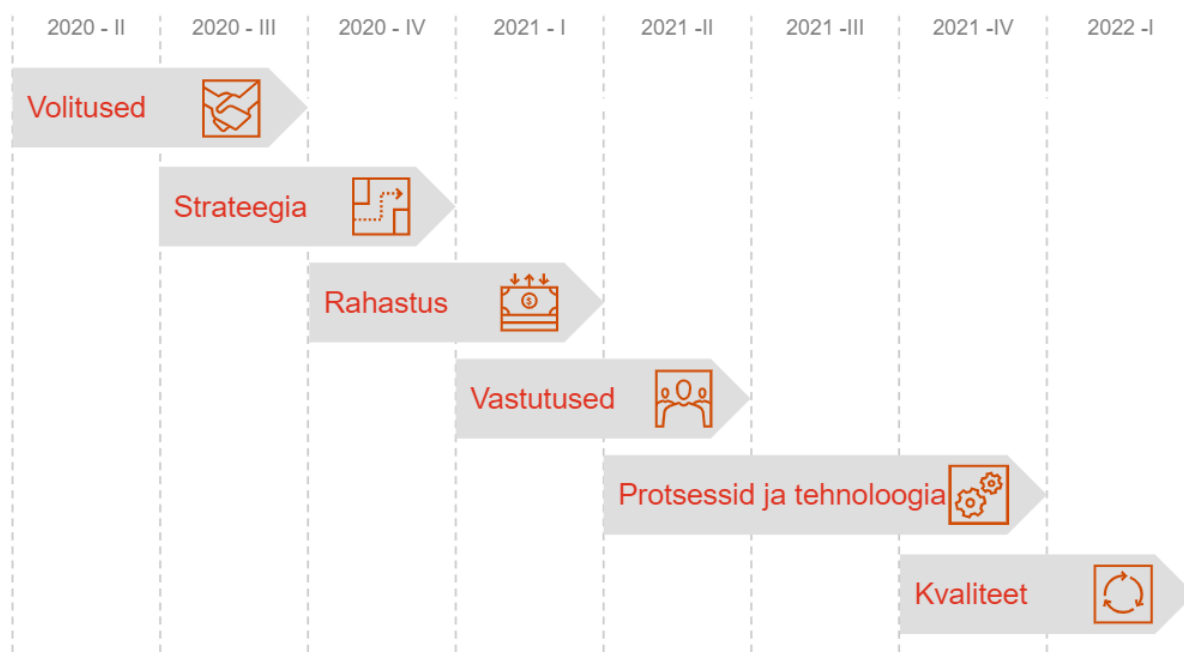 2020 - II 2020 - III 2020 - IV 2021 - I 2021 -II 2021 -III 2021 -IV 2022 -I
Volitused
Strateegia
Rahastus
$
Vastutused
Protsessid ja tehnoloogia
Kvaliteet